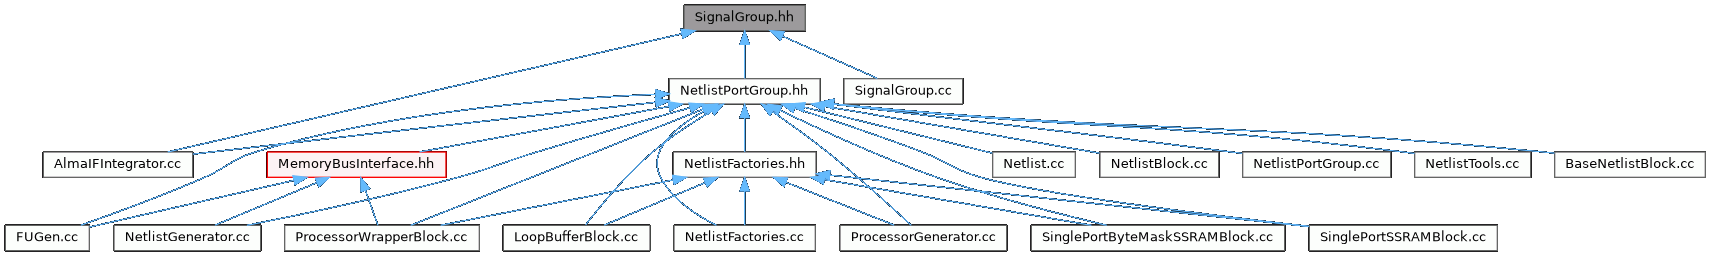 SignalGroup.hh
NetlistPortGroup.hh
SignalGroup.cc
AlmaIFIntegrator.cc
MemoryBusInterface.hh
NetlistFactories.hh
Netlist.cc
NetlistBlock.cc
NetlistPortGroup.cc
NetlistTools.cc
BaseNetlistBlock.cc
FUGen.cc
NetlistGenerator.cc
ProcessorWrapperBlock.cc
LoopBufferBlock.cc
NetlistFactories.cc
ProcessorGenerator.cc
SinglePortByteMaskSSRAMBlock.cc
SinglePortSSRAMBlock.cc